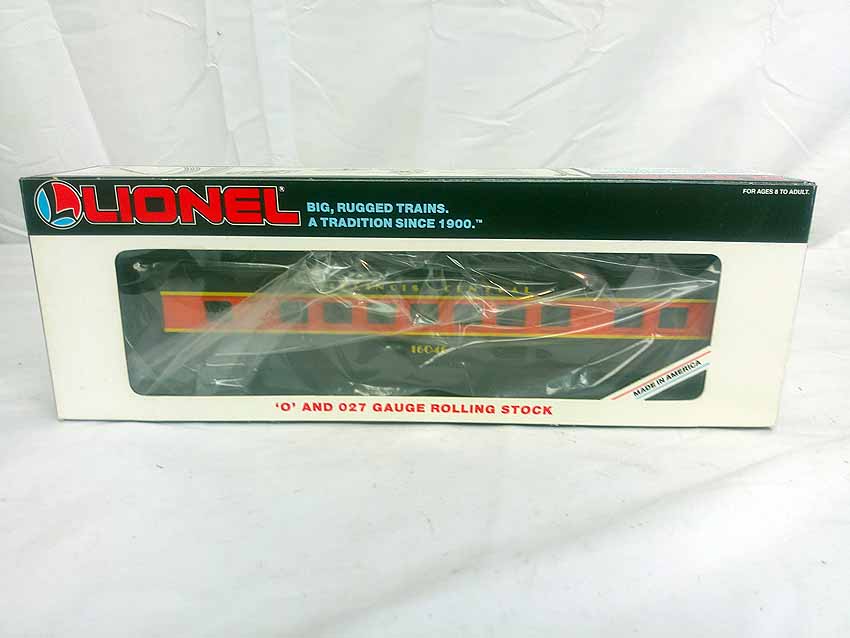 LIONEL®
BIG, RUGGED TRAINS.
A TRADITION SINCE 1900.™
FOR AGES 8 TO ADULT.
CENTRAL
MADE IN AMERICA
'O' AND 027 GAUGE ROLLING STOCK